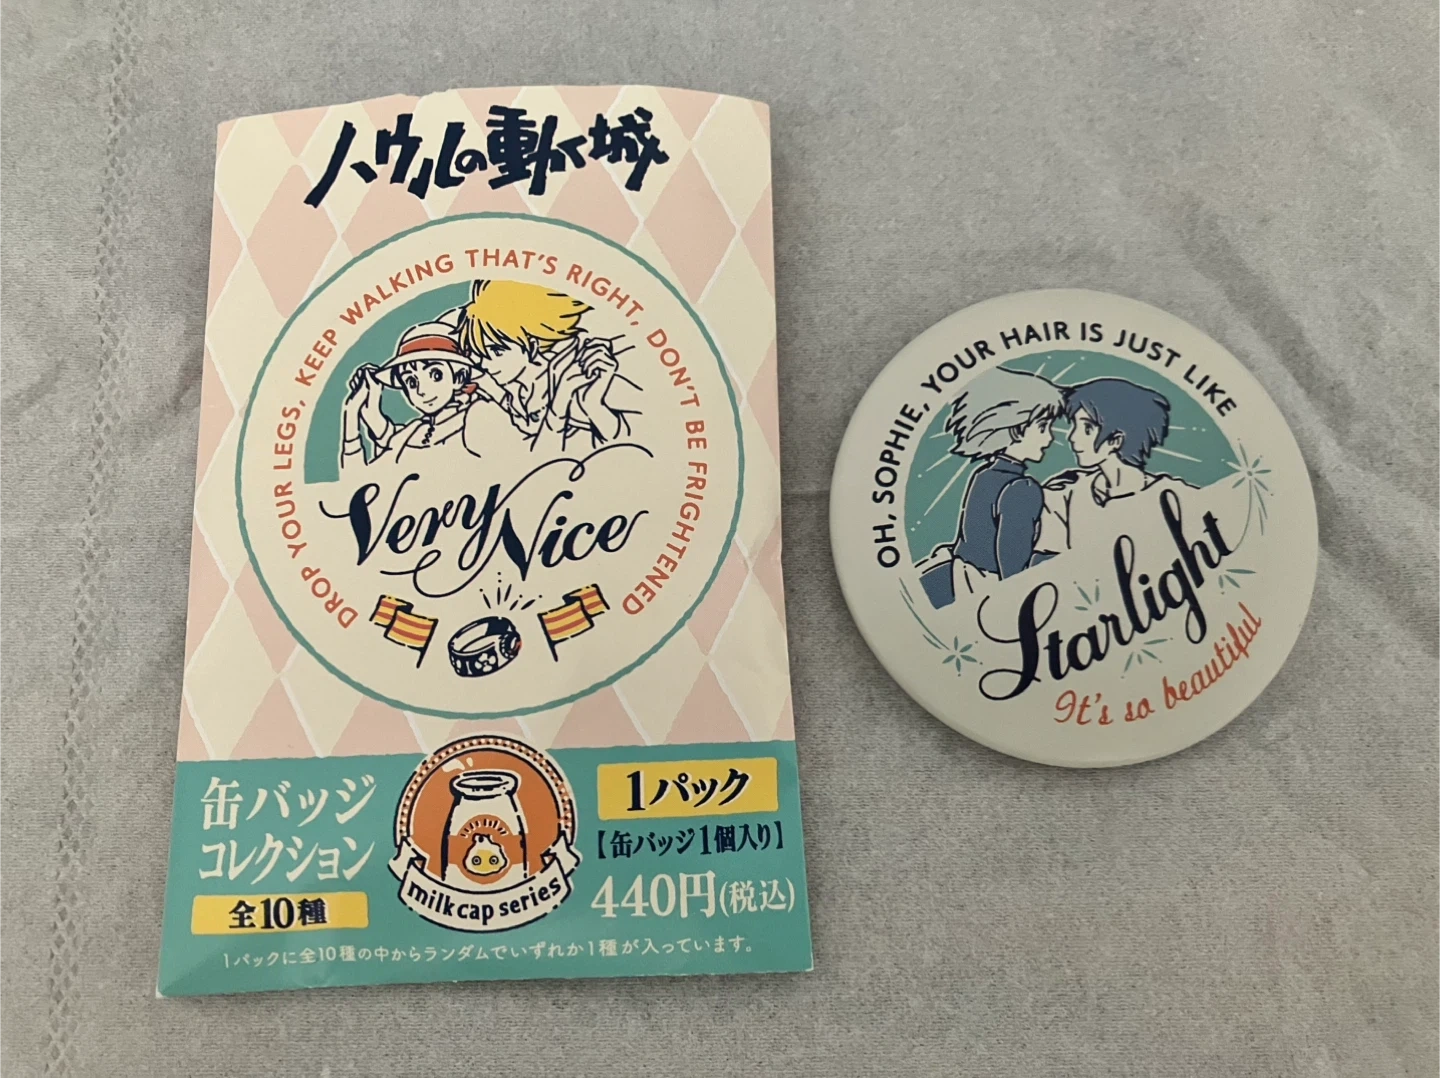 ハウルの動く城
DROP YOUR LEGS, KEEP WALKING THAT'S RIGHT, DON'T BE FRIGHTENED
Very Nice
缶バッジ
コレクション
全10種
milk cap series
1パック
【缶バッジ1個入り】
440円(税込)
1パックに全10種の中からランダムでいずれか1種が入っています。
OH, SOPHIE, YOUR HAIR IS JUST LIKE
Starlight
It's so beautiful